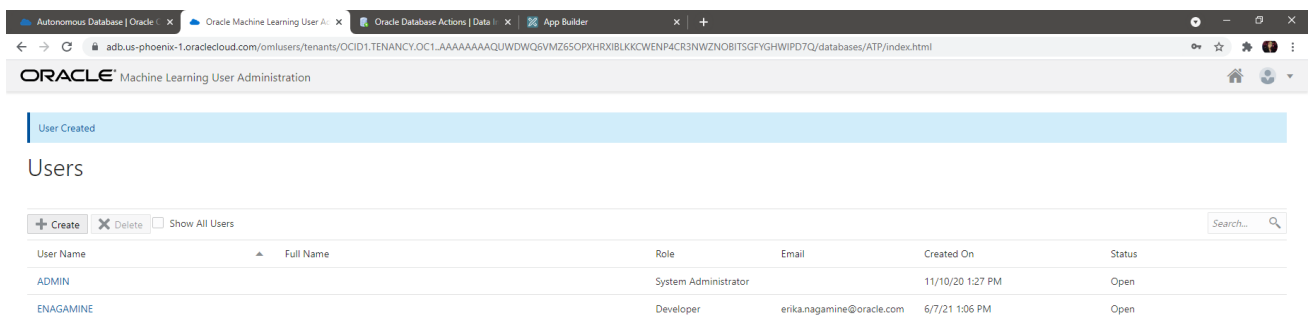 Autonomous Database | Oracle C
Oracle Machine Learning User Ad
Oracle Database Actions | Data lo
App Builder
adb.us-phoenix-1.oraclecloud.com/omlusers/tenants/OCID1.TENANCY.OC1..AAAAAAAAQUWDWQ6VMZ65OPXHRXIBLKKCWENP4CR3NWZNOBITSGFYGHWIPD7Q/databases/ATP/index.html
ORACLE Machine Learning User Administration
User Created
Users
Create Delete Show All Users Search...
User Name Full Name Role Email Created On Status
ADMIN System Administrator 11/10/20 1:27 PM Open
ENAGAMINE Developer erika.nagamine@oracle.com 6/7/21 1:06 PM Open